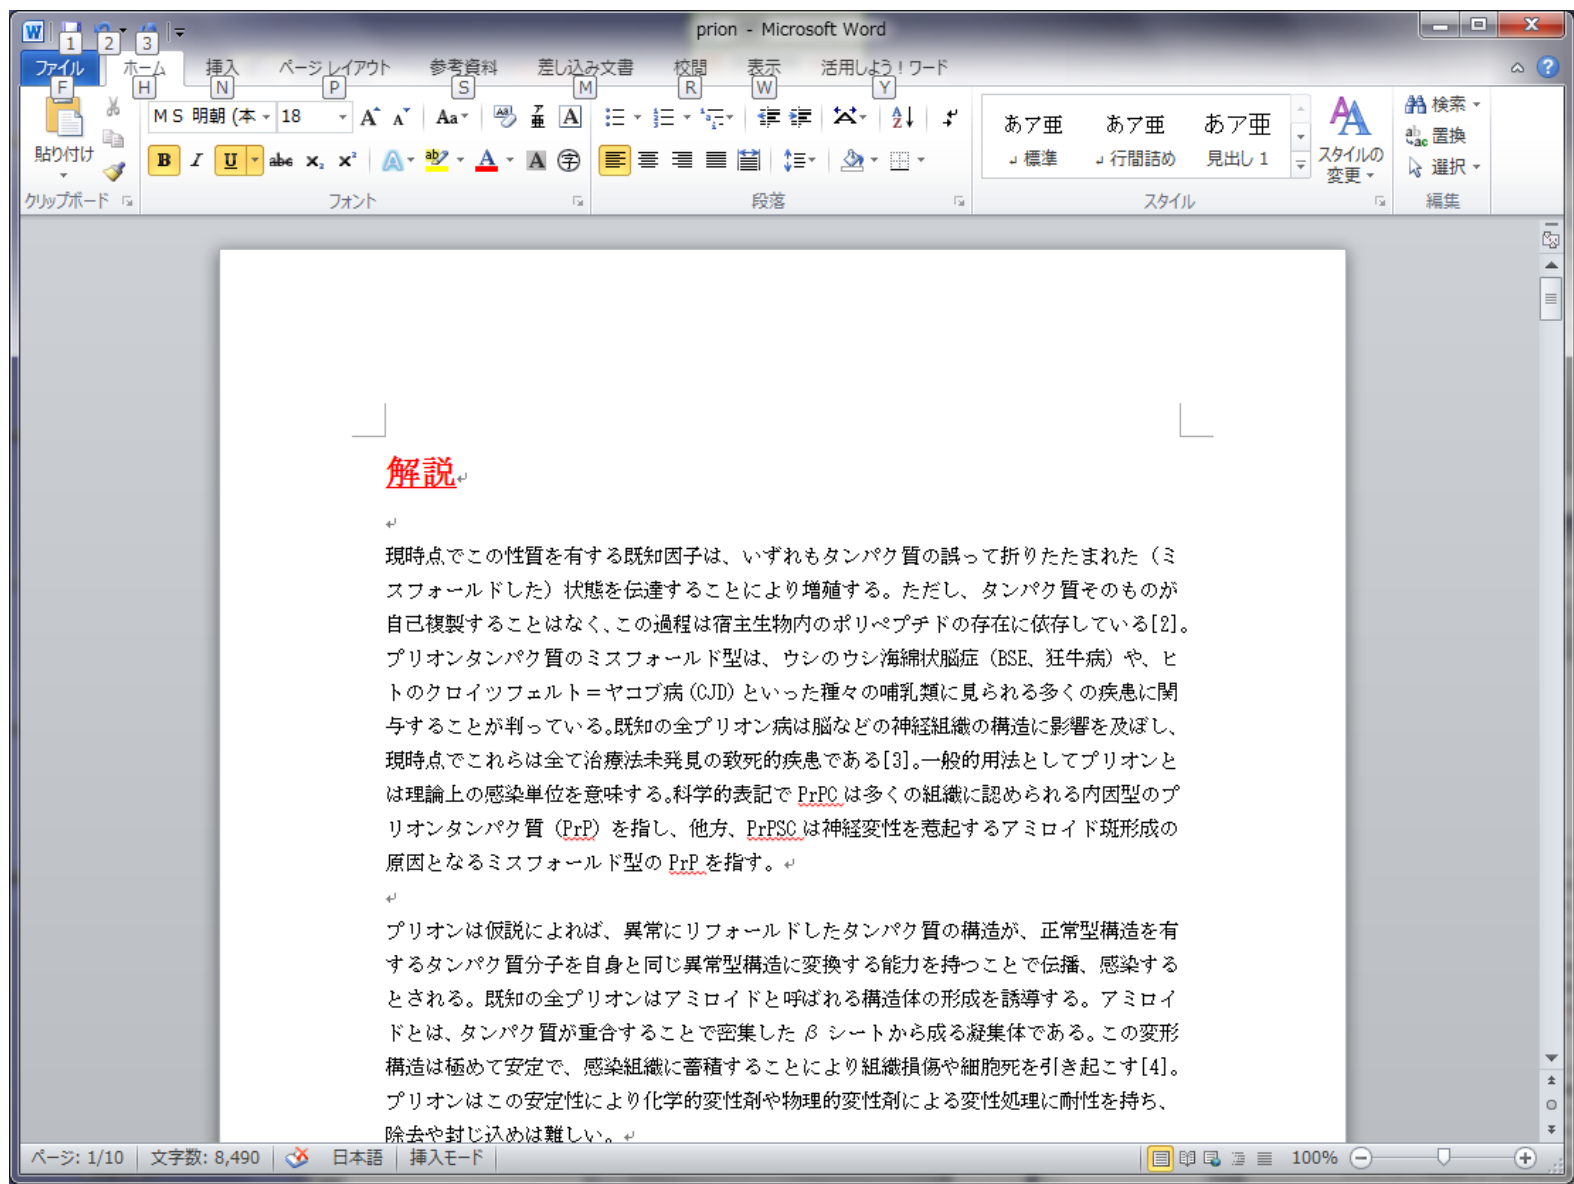 prion - Microsoft Word
1 2 3
ファイル ホーム 挿入 ページ レイアウト 参考資料 差し込み文書 校閲 表示 活用しよう!ワード
F H N P S M R W Y
貼り付け
ＭＳ 明朝 (本 18
Aa
B I U abc x₂ x² ab A A 字
クリップボード フォント 段落 スタイル 編集
あア亜 あア亜 あア亜
↲ 標準 ↲ 行間詰め 見出し 1
スタイルの
変更
検索
置換
選択
解説
現時点でこの性質を有する既知因子は、いずれもタンパク質の誤って折りたたまれた（ミ
スフォールドした）状態を伝達することにより増殖する。ただし、タンパク質そのものが
自己複製することはなく、この過程は宿主生物内のポリペプチドの存在に依存している[2]。
プリオンタンパク質のミスフォールド型は、ウシのウシ海綿状脳症（BSE、狂牛病）や、ヒ
トのクロイツフェルト＝ヤコブ病(CJD)といった種々の哺乳類に見られる多くの疾患に関
与することが判っている。既知の全プリオン病は脳などの神経組織の構造に影響を及ぼし、
現時点でこれらは全て治療法未発見の致死的疾患である[3]。一般的用法としてプリオンと
は理論上の感染単位を意味する。科学的表記で PrPC は多くの組織に認められる内因型のプ
リオンタンパク質（PrP）を指し、他方、PrPSC は神経変性を惹起するアミロイド斑形成の
原因となるミスフォールド型の PrP を指す。
プリオンは仮説によれば、異常にリフォールドしたタンパク質の構造が、正常型構造を有
するタンパク質分子を自身と同じ異常型構造に変換する能力を持つことで伝播、感染する
とされる。既知の全プリオンはアミロイドと呼ばれる構造体の形成を誘導する。アミロイ
ドとは、タンパク質が重合することで密集した β シートから成る凝集体である。この変形
構造は極めて安定で、感染組織に蓄積することにより組織損傷や細胞死を引き起こす[4]。
プリオンはこの安定性により化学的変性剤や物理的変性剤による変性処理に耐性を持ち、
除去や封じ込めは難しい。
ページ: 1/10 文字数: 8,490 日本語 挿入モード 100%